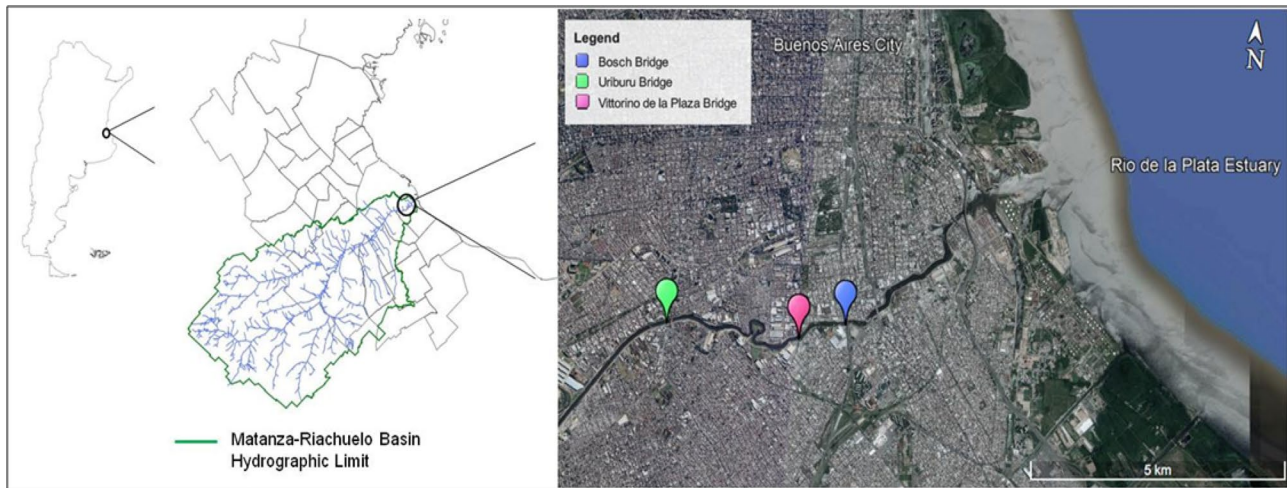 Matanza-Riachuelo Basin
Hydrographic Limit
Legend
Bosch Bridge
Uriburu Bridge
Vittorino de la Plaza Bridge
Buenos Aires City
N
Rio de la Plata Estuary
5 km